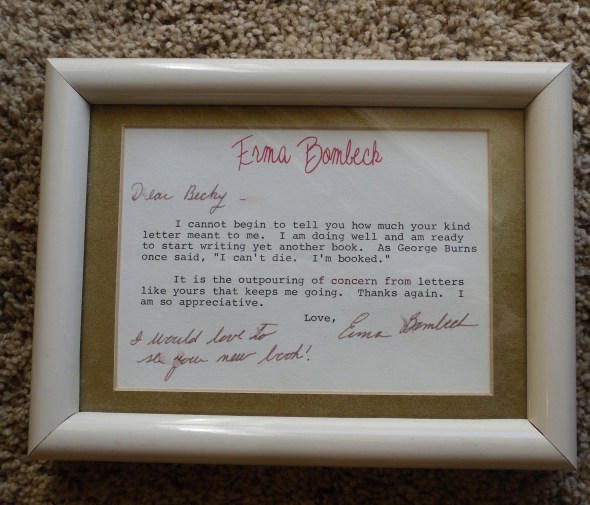 Erma Bombeck
Dear Becky -
I cannot begin to tell you how much your kind
letter meant to me. I am doing well and am ready
to start writing yet another book. As George Burns
once said, "I can't die. I'm booked."
It is the outpouring of concern from letters
like yours that keeps me going. Thanks again. I
am so appreciative.
Love,
Erma Bombeck
I would love to
see your new book!